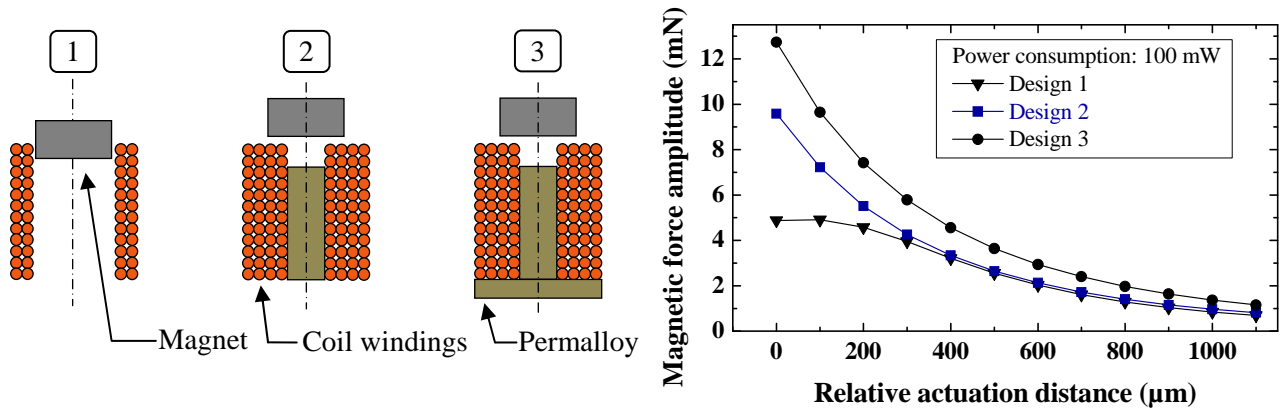 1
2
3
Magnet
Coil windings
Permalloy
Magnetic force amplitude (mN)
12
10
8
6
4
2
0
Power consumption: 100 mW
Design 1
Design 2
Design 3
0 200 400 600 800 1000
Relative actuation distance (µm)